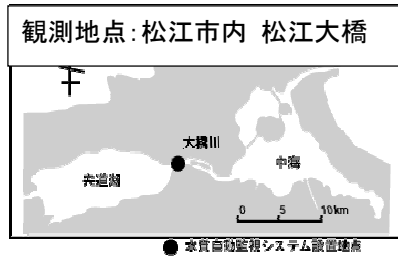 観測地点:松江市内 松江大橋
大橋川
宍道湖
中海
0 5 10km
● 水質自動監視システム設置地点